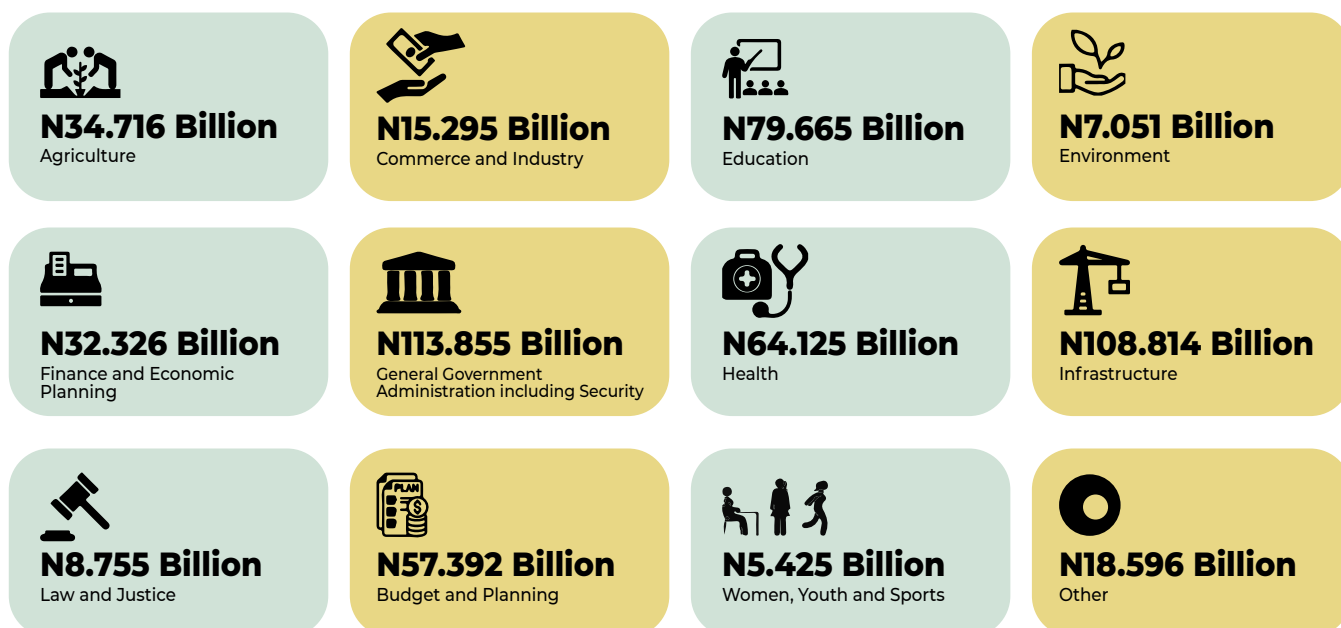 N34.716 Billion
Agriculture
N15.295 Billion
Commerce and Industry
N79.665 Billion
Education
N7.051 Billion
Environment
N32.326 Billion
Finance and Economic
Planning
N113.855 Billion
General Government
Administration including Security
N64.125 Billion
Health
N108.814 Billion
Infrastructure
N8.755 Billion
Law and Justice
PLAN
$
N57.392 Billion
Budget and Planning
N5.425 Billion
Women, Youth and Sports
N18.596 Billion
Other